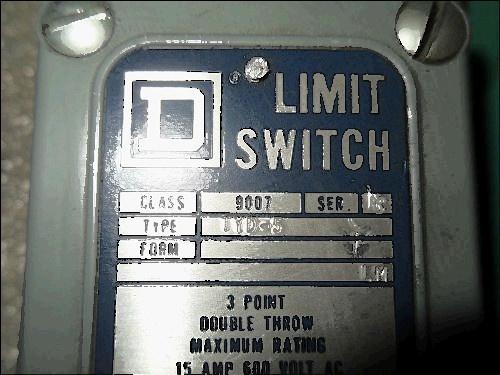 D
®
LIMIT
SWITCH
CLASS 9007 SER.
TYPE
FORM
3 POINT
DOUBLE THROW
MAXIMUM RATING
15 AMP 600 VOLT AC